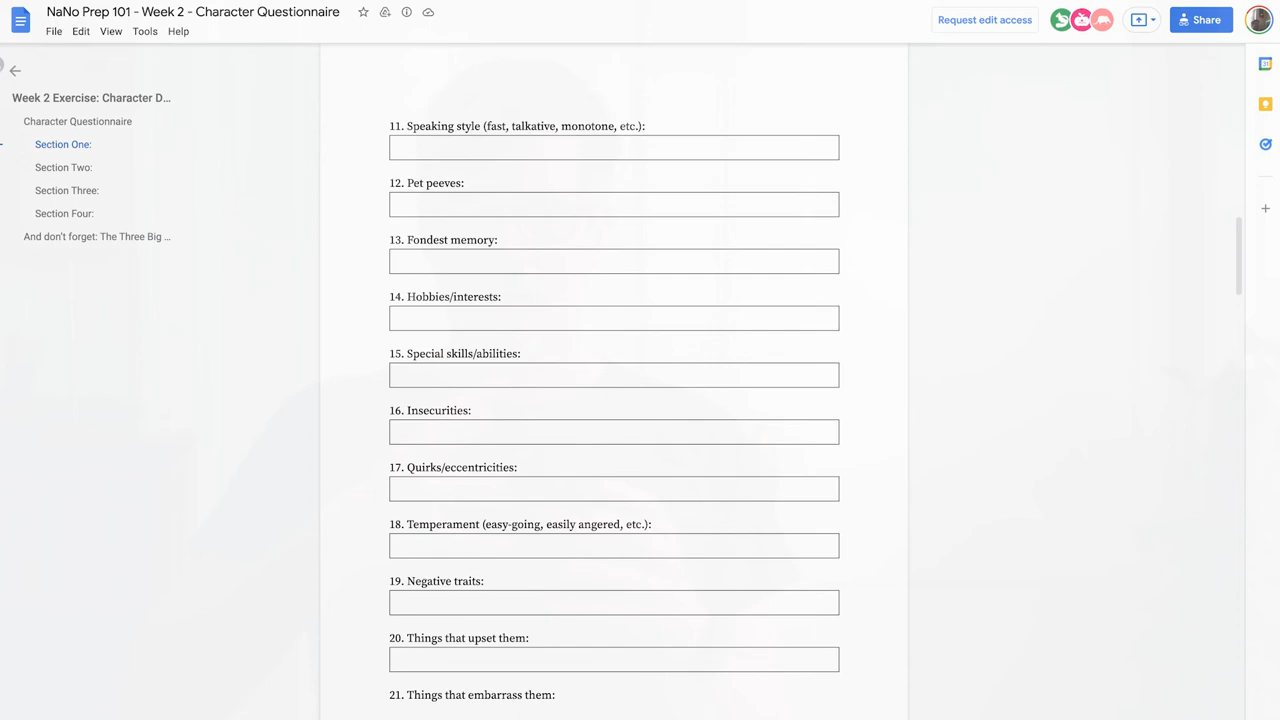 NaNo Prep 101 - Week 2 - Character Questionnaire
File Edit View Tools Help
Request edit access
Share
Week 2 Exercise: Character D...
Character Questionnaire
Section One:
Section Two:
Section Three:
Section Four:
And don't forget: The Three Big ...
11. Speaking style (fast, talkative, monotone, etc.):
12. Pet peeves:
13. Fondest memory:
14. Hobbies/interests:
15. Special skills/abilities:
16. Insecurities:
17. Quirks/eccentricities:
18. Temperament (easy-going, easily angered, etc.):
19. Negative traits:
20. Things that upset them:
21. Things that embarrass them:
31